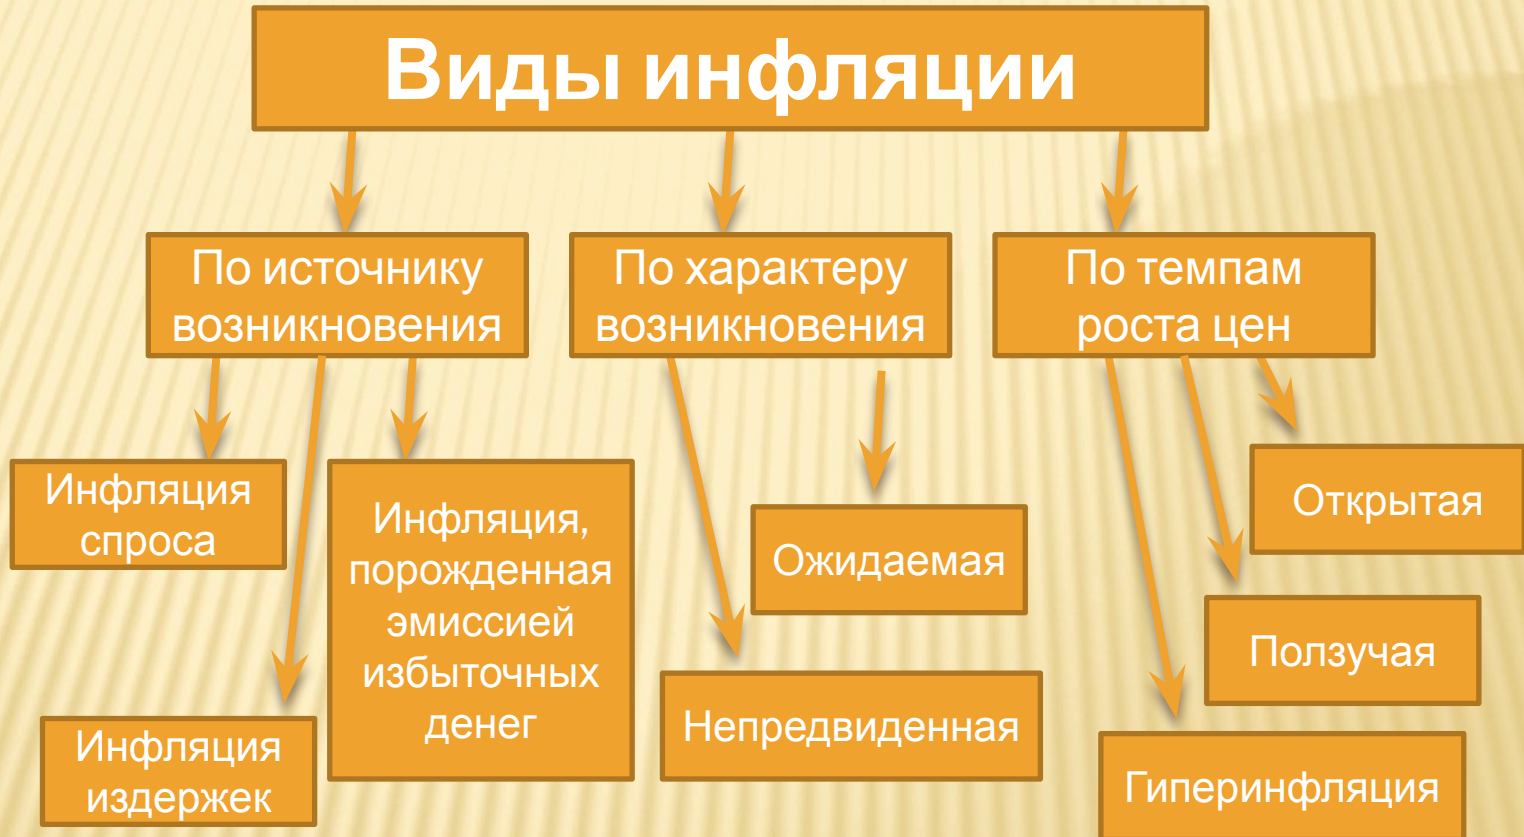 Виды инфляции
По источнику
возникновения
По характеру
возникновения
По темпам
роста цен
Инфляция
спроса
Инфляция,
порожденная
эмиссией
избыточных
денег
Инфляция
издержек
Ожидаемая
Непредвиденная
Открытая
Ползучая
Гиперинфляция